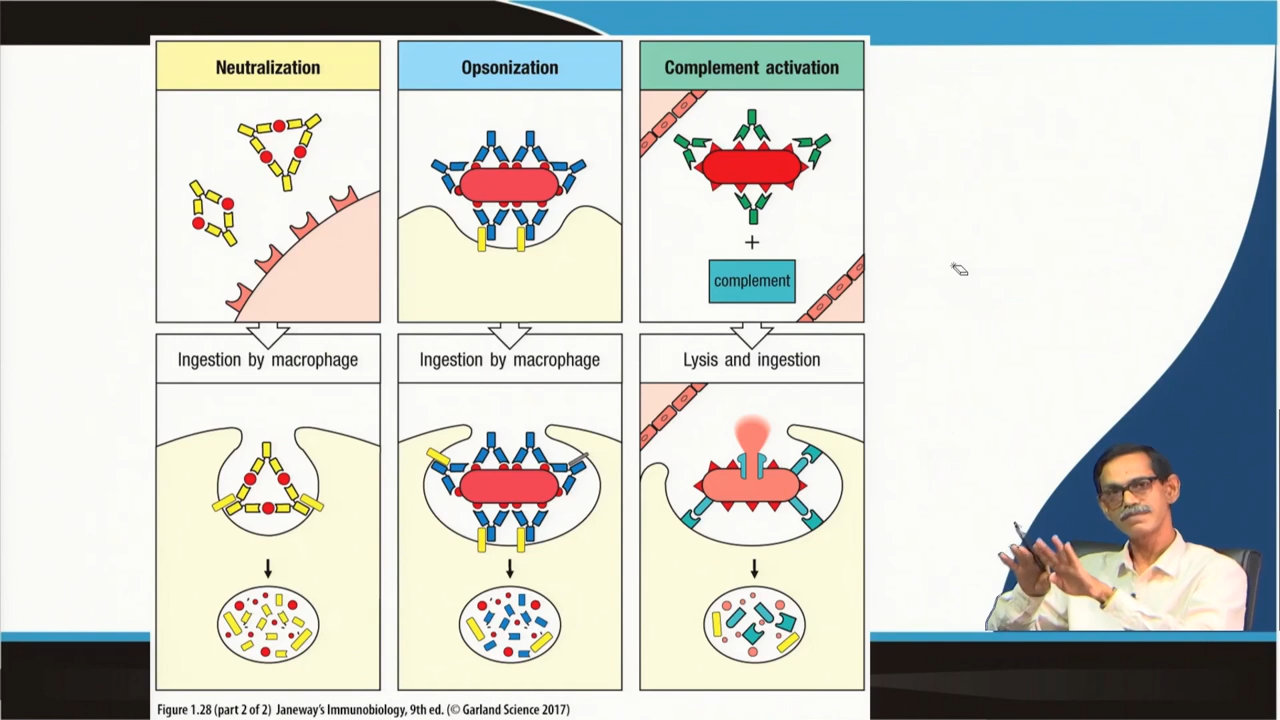 Neutralization
Opsonization
Complement activation
+
complement
Ingestion by macrophage
Ingestion by macrophage
Lysis and ingestion
Figure 1.28 (part 2 of 2) Janeway's Immunobiology, 9th ed. (© Garland Science 2017)